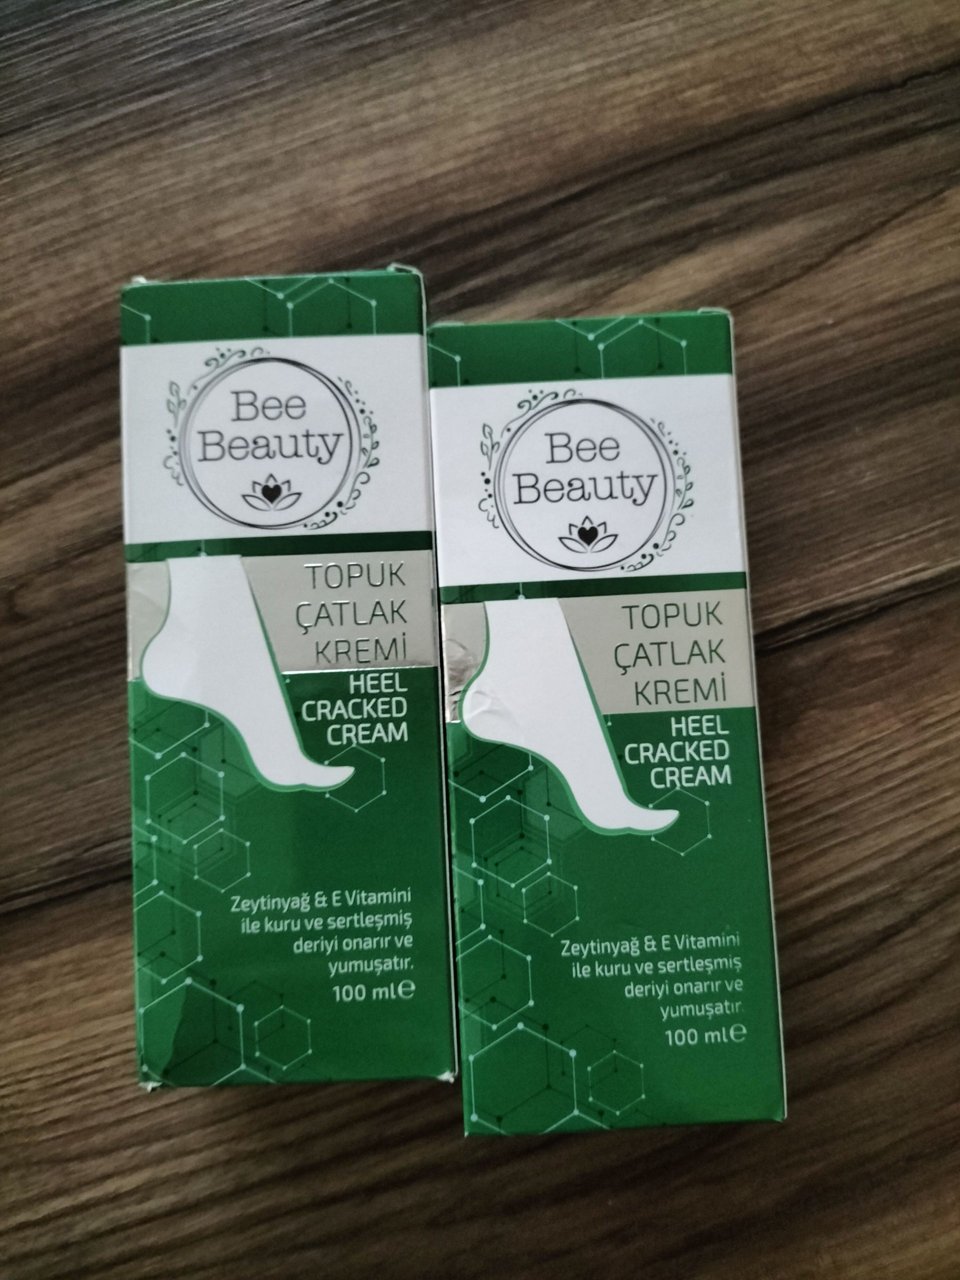 Bee
Beauty
TOPUK
ÇATLAK
KREMİ
HEEL
CRACKED
CREAM
Zeytinyağ & E Vitamini
ile kuru ve sertleşmiş
deriyi onarır ve
yumuşatır.
100 ml℮
Bee
Beauty
TOPUK
ÇATLAK
KREMİ
HEEL
CRACKED
CREAM
Zeytinyağ & E Vitamini
ile kuru ve sertleşmiş
deriyi onarır ve
yumuşatır.
100 ml℮